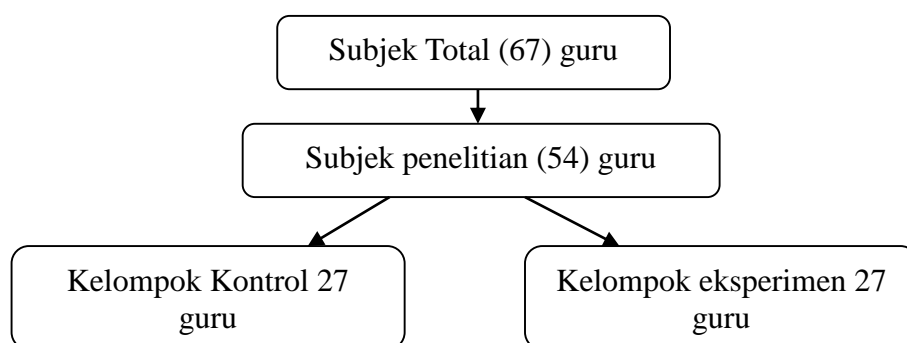 Subjek Total (67) guru
Subjek penelitian (54) guru
Kelompok Kontrol 27
guru
Kelompok eksperimen 27
guru